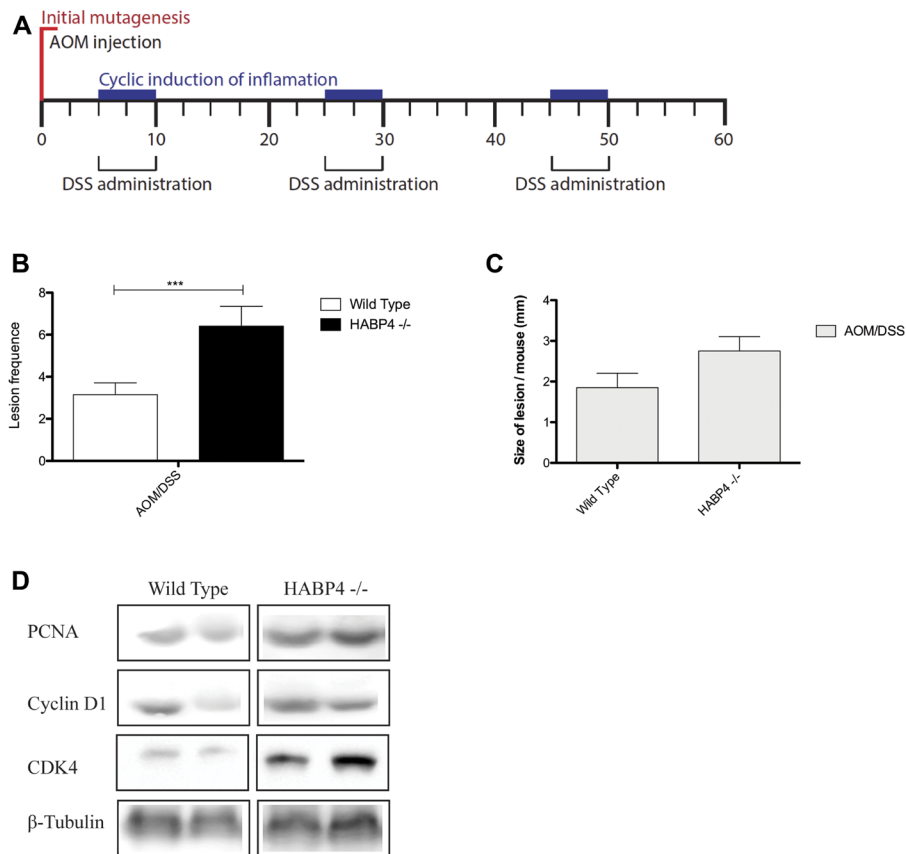 A
Initial mutagenesis
AOM injection
Cyclic induction of inflamation
0 10 20 30 40 50 60
DSS administration DSS administration DSS administration
B
***
8
6
4
2
0
Lesion frequence
AOM/DSS
Wild Type
HABP4 -/-
C
4
3
2
1
0
Size of lesion / mouse (mm)
Wild Type
HABP4 -/-
AOM/DSS
D
Wild Type HABP4 -/-
PCNA
Cyclin D1
CDK4
β-Tubulin